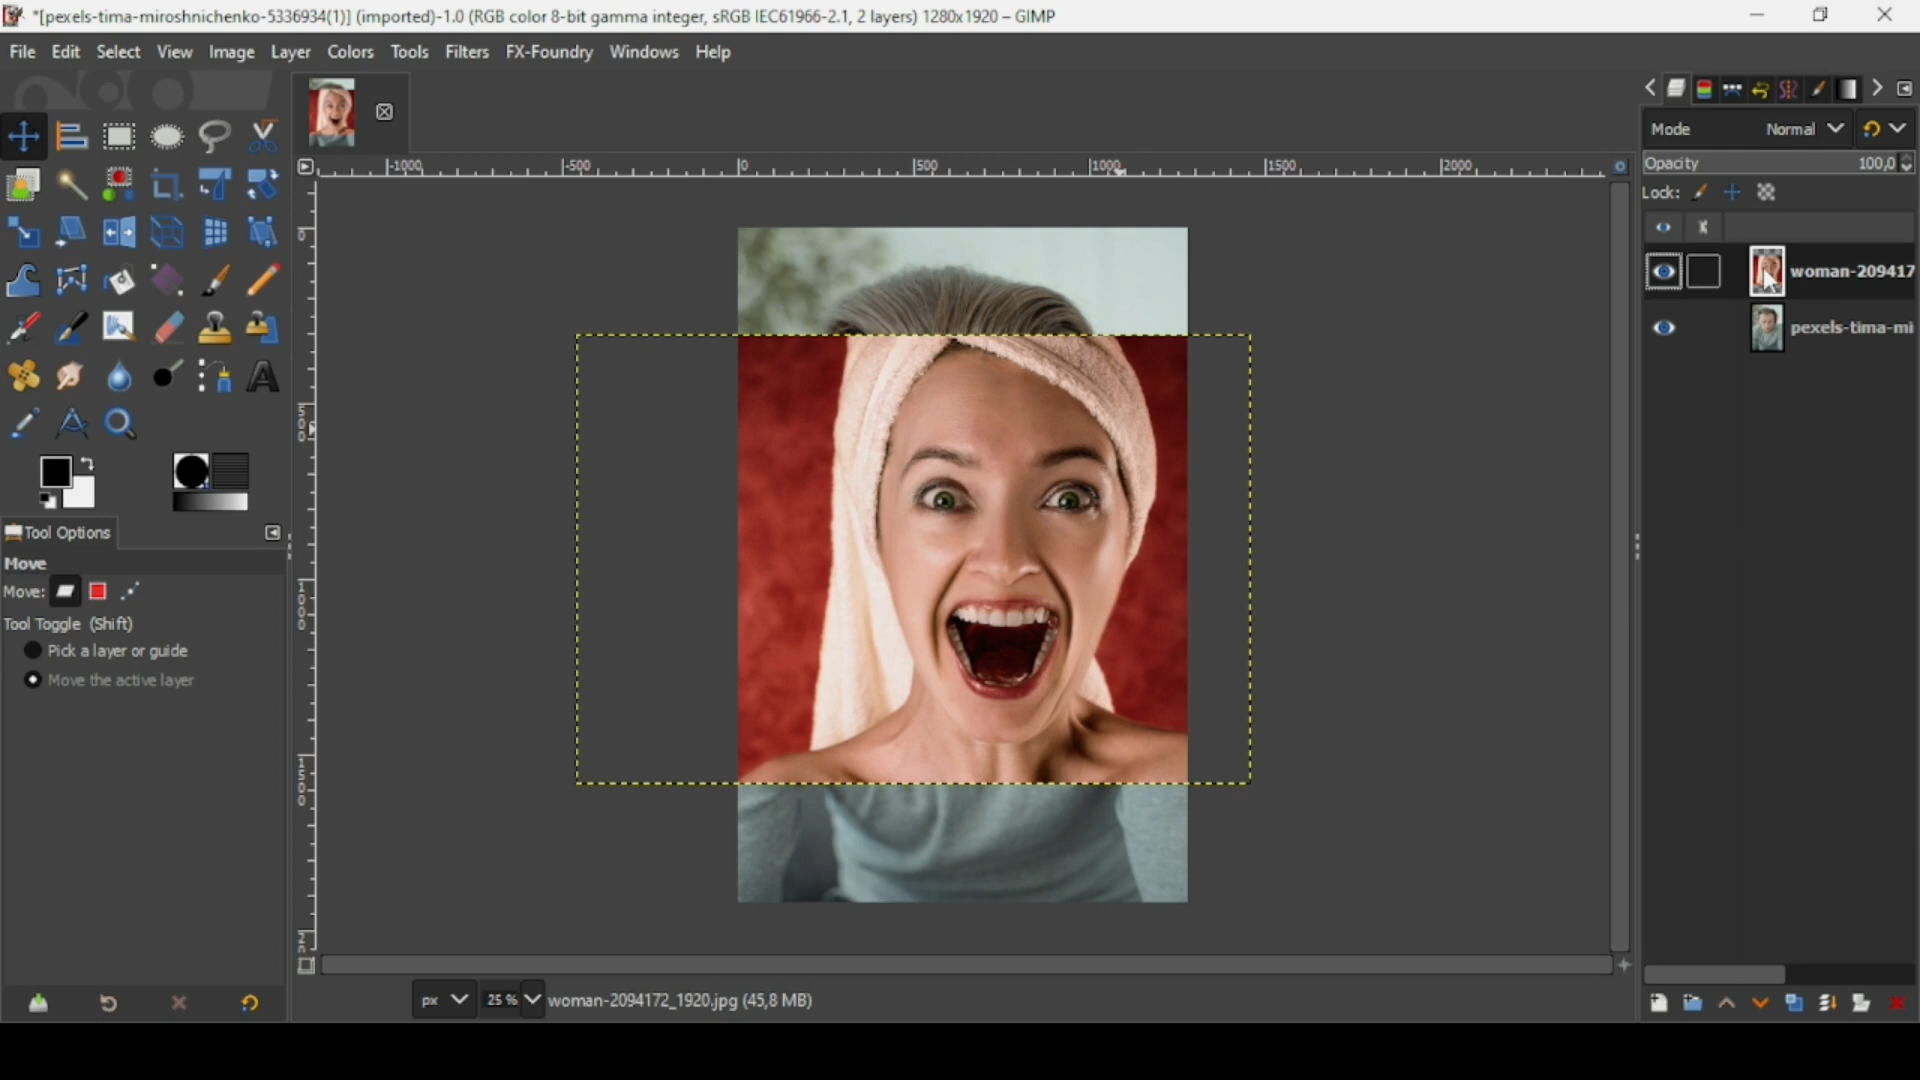 *[pexels-tima-miroshnichenko-5336934(1)] (imported)-1.0 (RGB color 8-bit gamma integer, sRGB IEC61966-2.1, 2 layers) 1280x1920 – GIMP
File Edit Select View Image Layer Colors Tools Filters FX-Foundry Windows Help
Mode Normal
Opacity 100,0
Lock:
-1000 -500 0 500 1000 1500 2000
woman-209417
pexels-tima-mi
0
500
1000
1500
Tool Options
Move
Move:
Tool Toggle (Shift)
Pick a layer or guide
Move the active layer
px 25 % woman-2094172_1920.jpg (45,8 MB)